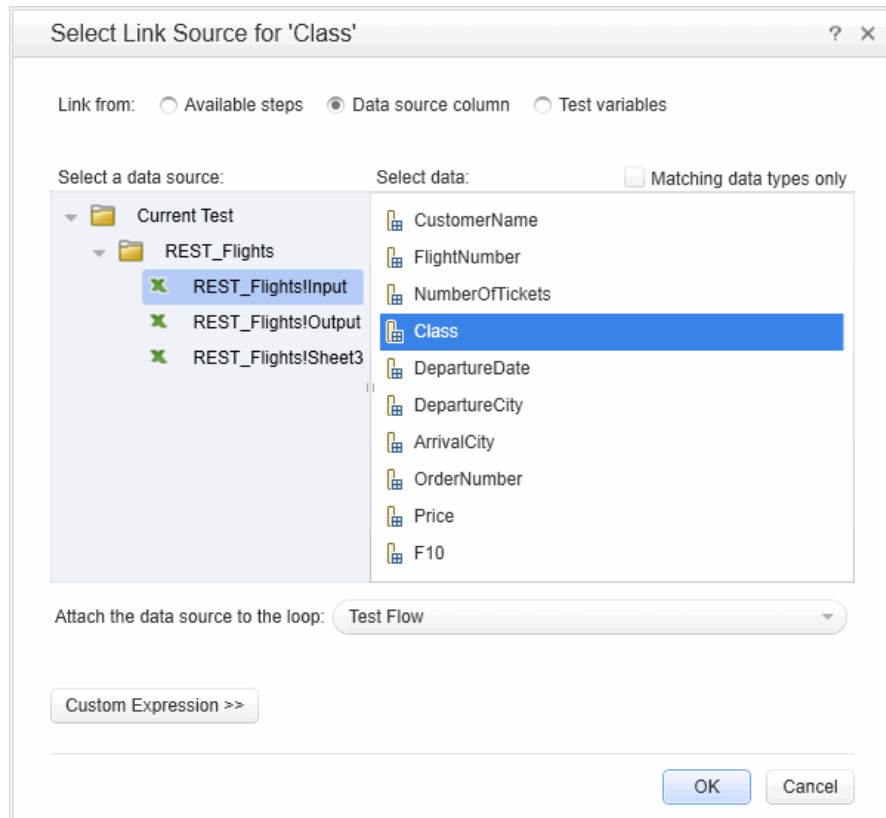 Select Link Source for 'Class' ? ×
Link from: Available steps Data source column Test variables
Select a data source: Select data: Matching data types only
Current Test
REST_Flights
REST_Flights!Input
REST_Flights!Output
REST_Flights!Sheet3
CustomerName
FlightNumber
NumberOfTickets
Class
DepartureDate
DepartureCity
ArrivalCity
OrderNumber
Price
F10
Attach the data source to the loop: Test Flow
Custom Expression >>
OK Cancel